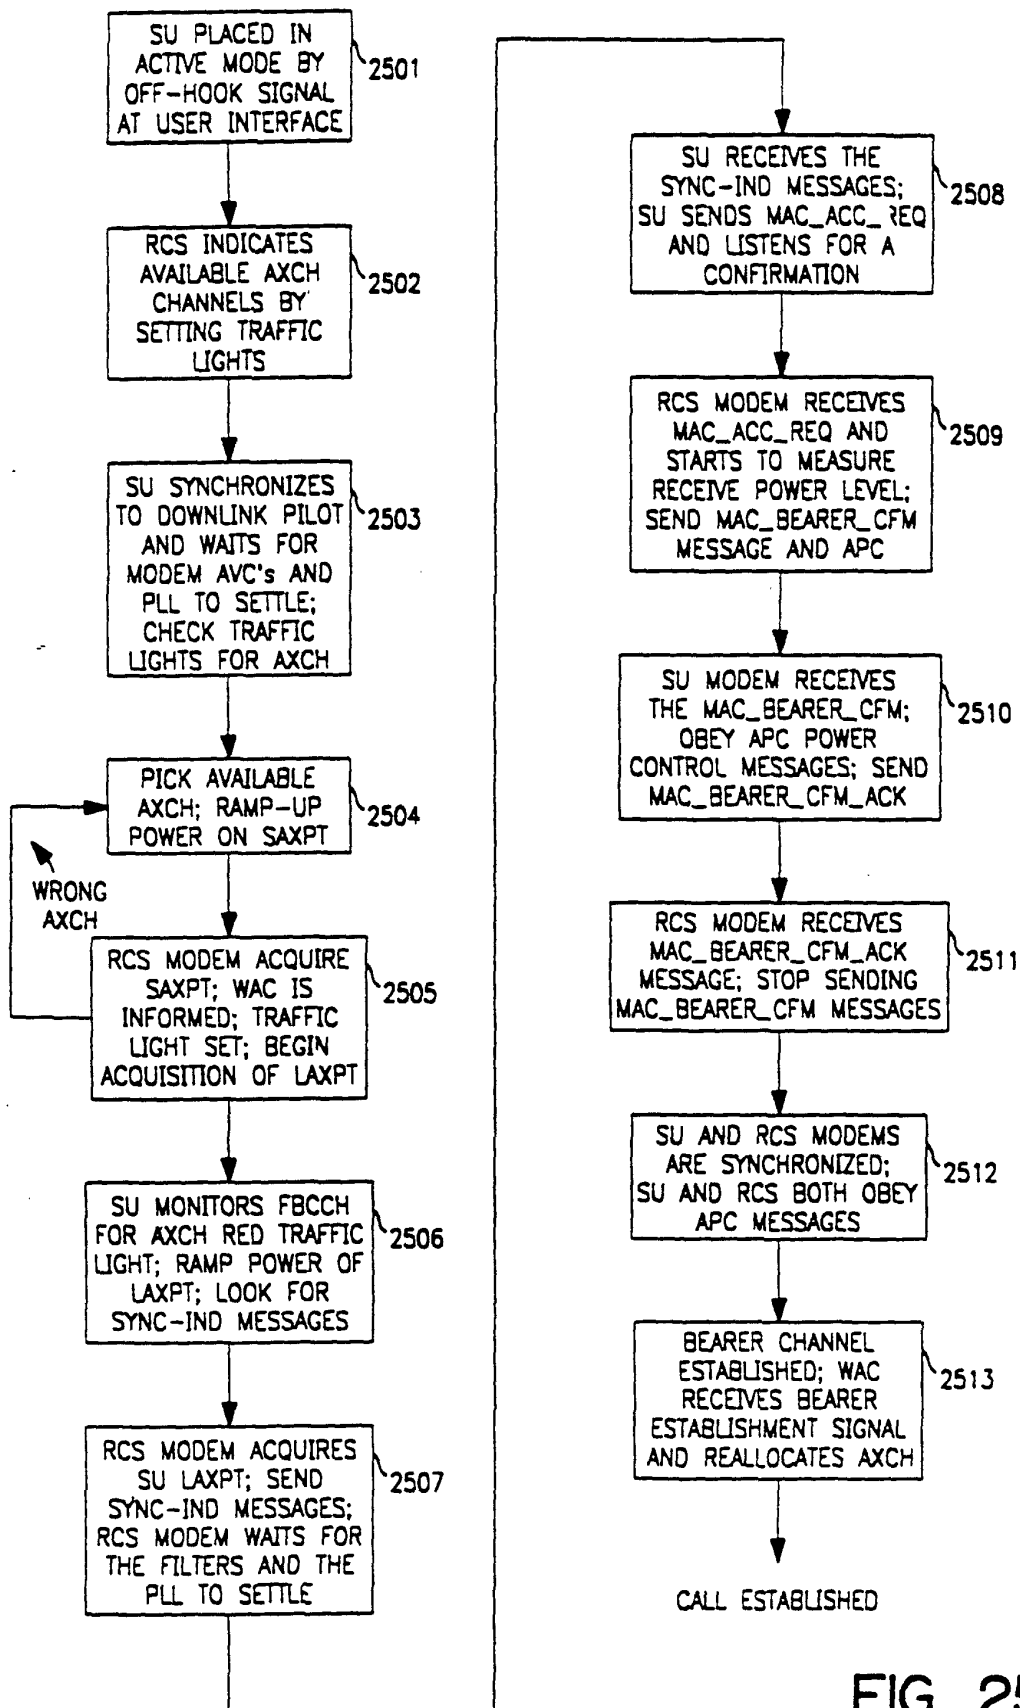 SU PLACED IN
ACTIVE MODE BY
OFF-HOOK SIGNAL
AT USER INTERFACE
2501
RCS INDICATES
AVAILABLE AXCH
CHANNELS BY
SETTING TRAFFIC
LIGHTS
2502
SU SYNCHRONIZES
TO DOWNLINK PILOT
AND WAITS FOR
MODEM AVC's AND
PLL TO SETTLE;
CHECK TRAFFIC
LIGHTS FOR AXCH
2503
PICK AVAILABLE
AXCH; RAMP-UP
POWER ON SAXPT
2504
WRONG
AXCH
RCS MODEM ACQUIRE
SAXPT; WAC IS
INFORMED; TRAFFIC
LIGHT SET; BEGIN
ACQUISITION OF LAXPT
2505
SU MONITORS FBCCH
FOR AXCH RED TRAFFIC
LIGHT; RAMP POWER OF
LAXPT; LOOK FOR
SYNC-IND MESSAGES
2506
RCS MODEM ACQUIRES
SU LAXPT; SEND
SYNC-IND MESSAGES;
RCS MODEM WAITS FOR
THE FILTERS AND THE
PLL TO SETTLE
2507
SU RECEIVES THE
SYNC-IND MESSAGES;
SU SENDS MAC_ACC_REQ
AND LISTENS FOR A
CONFIRMATION
2508
RCS MODEM RECEIVES
MAC_ACC_REQ AND
STARTS TO MEASURE
RECEIVE POWER LEVEL;
SEND MAC_BEARER_CFM
MESSAGE AND APC
2509
SU MODEM RECEIVES
THE MAC_BEARER_CFM;
OBEY APC POWER
CONTROL MESSAGES; SEND
MAC_BEARER_CFM_ACK
2510
RCS MODEM RECEIVES
MAC_BEARER_CFM_ACK
MESSAGE; STOP SENDING
MAC_BEARER_CFM MESSAGES
2511
SU AND RCS MODEMS
ARE SYNCHRONIZED;
SU AND RCS BOTH OBEY
APC MESSAGES
2512
BEARER CHANNEL
ESTABLISHED; WAC
RECEIVES BEARER
ESTABLISHMENT SIGNAL
AND REALLOCATES AXCH
2513
CALL ESTABLISHED
FIG. 25